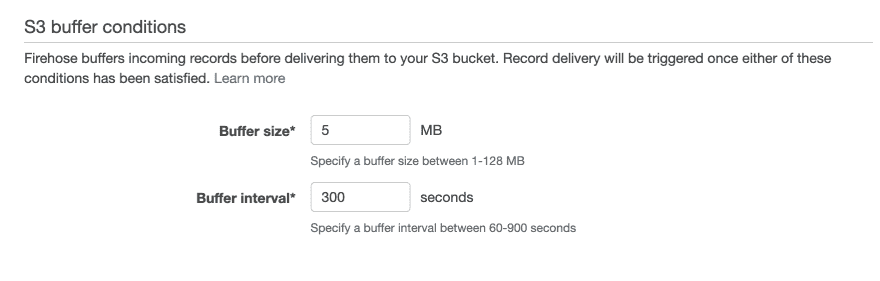 S3 buffer conditions
Firehose buffers incoming records before delivering them to your S3 bucket. Record delivery will be triggered once either of these
conditions has been satisfied. Learn more
Buffer size* 5 MB
Specify a buffer size between 1-128 MB
Buffer interval* 300 seconds
Specify a buffer interval between 60-900 seconds